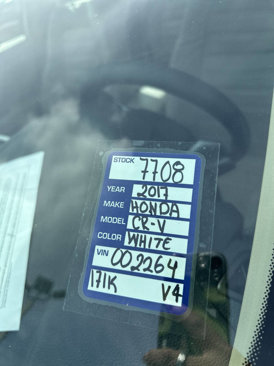 STOCK 7708
YEAR 2017
MAKE HONDA
MODEL CR-V
COLOR WHITE
VIN 002264
171K V4